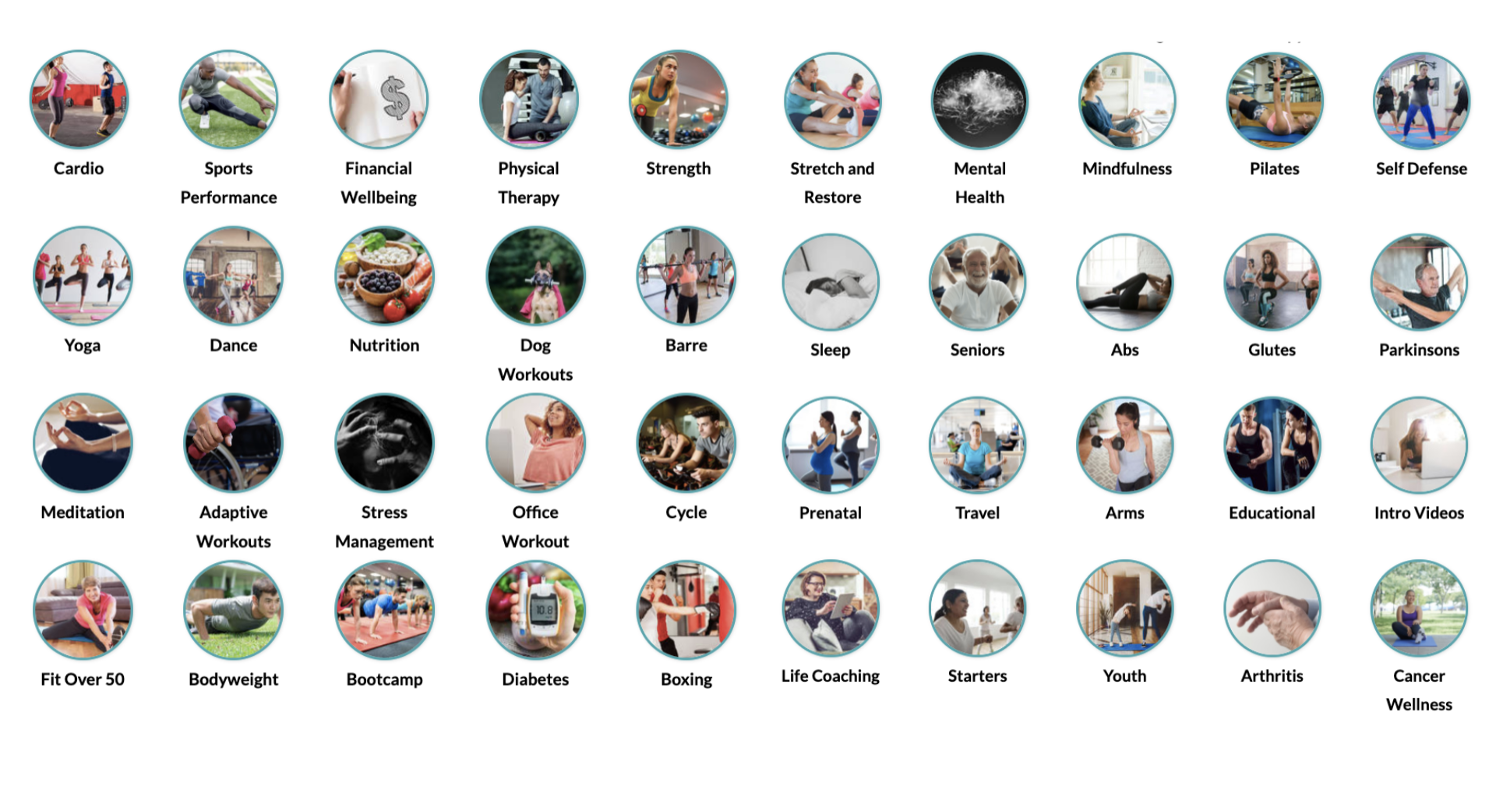 Cardio
Sports
Performance
Financial
Wellbeing
$
Physical
Therapy
Strength
Stretch and
Restore
Mental
Health
Mindfulness
Pilates
Self Defense
Yoga
Dance
Nutrition
Dog
Workouts
Barre
Sleep
Seniors
Abs
Glutes
Parkinsons
Meditation
Adaptive
Workouts
Stress
Management
Office
Workout
Cycle
Prenatal
Travel
Arms
Educational
Intro Videos
Fit Over 50
Bodyweight
Bootcamp
10.8
Diabetes
Boxing
Life Coaching
Starters
Youth
Arthritis
Cancer
Wellness